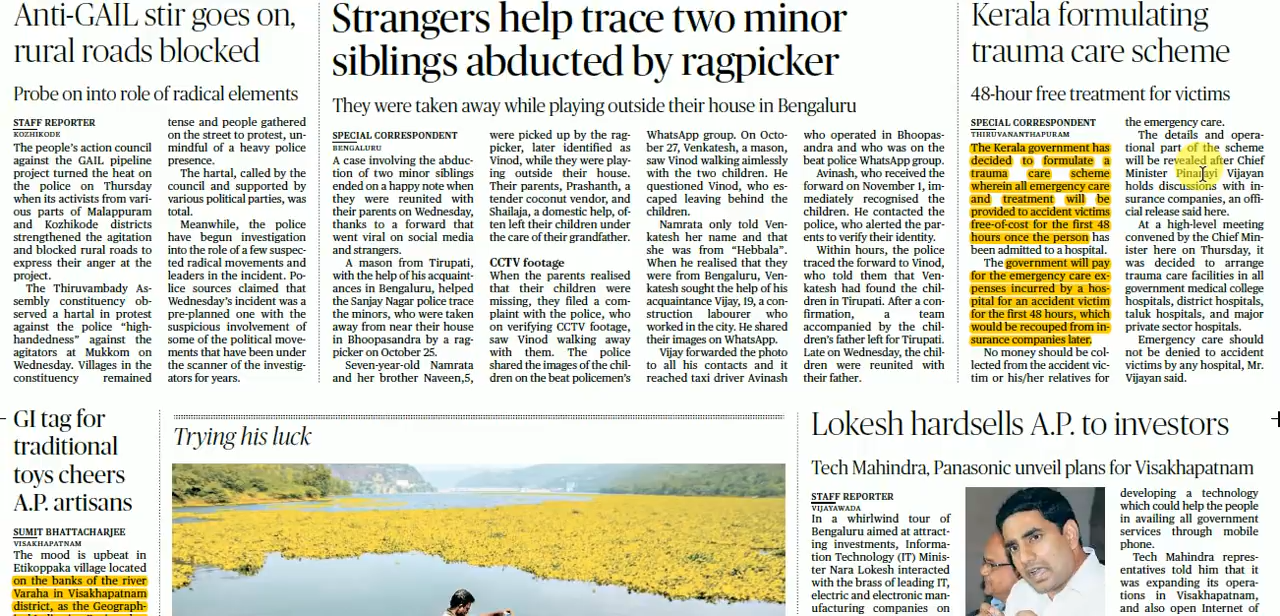 Anti-GAIL stir goes on,
rural roads blocked
Probe on into role of radical elements
STAFF REPORTER
KOZHIKODE
The people's action council
against the GAIL pipeline
project turned the heat on
the police on Thursday
when its activists from vari-
ous parts of Malappuram
and Kozhikode districts
strengthened the agitation
and blocked rural roads to
express their anger at the
project.
The Thiruvambady As-
sembly constituency ob-
served a hartal in protest
against the police “high-
handedness” against the
agitators at Mukkom on
Wednesday. Villages in the
constituency remained
tense and people gathered
on the street to protest, un-
mindful of a heavy police
presence.
The hartal, called by the
council and supported by
various political parties, was
total.
Meanwhile, the police
have begun investigation
into the role of a few suspec-
ted radical movements and
leaders in the incident. Po-
lice sources claimed that
Wednesday's incident was a
pre-planned one with the
suspicious involvement of
some of the political move-
ments that have been under
the scanner of the investig-
ators for years.
Strangers help trace two minor
siblings abducted by ragpicker
They were taken away while playing outside their house in Bengaluru
SPECIAL CORRESPONDENT
BENGALURU
A case involving the abduc-
tion of two minor siblings
ended on a happy note when
they were reunited with
their parents on Wednesday,
thanks to a forward that
went viral on social media
and strangers.
A mason from Tirupati,
with the help of his acquaint-
ances in Bengaluru, helped
the Sanjay Nagar police trace
the minors, who were taken
away from near their house
in Bhoopasandra by a rag-
picker on October 25.
Seven-year-old Namrata
and her brother Naveen,5,
were picked up by the rag-
picker, later identified as
Vinod, while they were play-
ing outside their house.
Their parents, Prashanta, a
tender coconut vendor, and
Shailaja, a domestic help, of-
ten left their children under
the care of their grandfather.
CCTV footage
When the parents realised
that their children were
missing, they filed a com-
plaint with the police, who
on verifying CCTV footage,
saw Vinod walking away
with them. The police
shared the images of the chil-
dren on the beat policemen's
WhatsApp group. On Octo-
ber 27, Venkatesh, a mason,
saw Vinod walking aimlessly
with the two children. He
questioned Vinod, who es-
caped leaving behind the
children.
Namrata only told Ven-
katesh her name and that
she was from “Hebbala”.
When he realised that they
were from Bengaluru, Ven-
katesh sought the help of his
acquaintance Vijay, 19, a con-
struction labourer who
worked in the city. He shared
their images on WhatsApp.
Vijay forwarded the photo
to all his contacts and it
reached taxi driver Avinash
who operated in Bhoopas-
andra and who was on the
beat police WhatsApp group.
Avinash, who received the
forward on November 1, im-
mediately recognised the
children. He contacted the
police, who alerted the par-
ents to verify their identity.
Within hours, the police
traced the forward to Vinod,
who told them that Ven-
katesh had found the chil-
dren in Tirupati. After a con-
firmation, a team
accompanied by the chil-
dren's father left for Tirupati.
Late on Wednesday, the chil-
dren were reunited with
their father.
Kerala formulating
trauma care scheme
48-hour free treatment for victims
SPECIAL CORRESPONDENT
THIRUVANANTHAPURAM
The Kerala government has
decided to formulate a
trauma care scheme
wherein all emergency care
and treatment will be
provided to accident victims
free-of-cost for the first 48
hours once the person has
been admitted to a hospital.
The government will pay
for the emergency care ex-
penses incurred by a hos-
pital for an accident victim
for the first 48 hours, which
would be recouped from in-
surance companies later.
No money should be col-
lected from the accident vic-
tim or his/her relatives for
the emergency care.
The details and opera-
tional part of the scheme
will be revealed after Chief
Minister Pinarayi Vijayan
holds discussions with in-
surance companies, an offi-
cial release said here.
At a high-level meeting
convened by the Chief Min-
ister here on Thursday, it
was decided to arrange
trauma care facilities in all
government medical college
hospitals, district hospitals,
taluk hospitals, and major
private sector hospitals.
Emergency care should
not be denied to accident
victims by any hospital, Mr.
Vijayan said.
GI tag for
traditional
toys cheers
A.P. artisans
SUMIT BHATTACHARJEE
VISAKHAPATNAM
The mood is upbeat in
Etikoppaka village located
on the banks of the river
Varaha in Visakhapatnam
district, as the Geograph-
Trying his luck
Lokesh hardsells A.P. to investors
Tech Mahindra, Panasonic unveil plans for Visakhapatnam
STAFF REPORTER
VIJAYAWADA
In a whirlwind tour of
Bengaluru aimed at attract-
ing investments, Informa-
tion Technology (IT) Minis-
ter Nara Lokesh interacted
with the brass of leading IT,
electric and electronic man-
ufacturing companies on
developing a technology
which could help the people
in availing all government
services through mobile
phone.
Tech Mahindra repres-
entatives told him that it
was expanding its opera-
tions in Visakhapatnam,
and also open Internet of